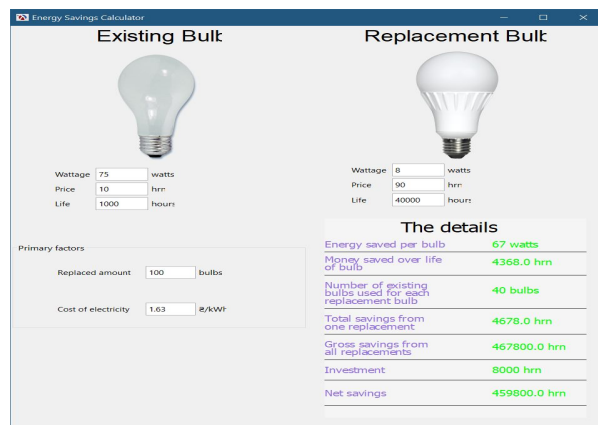 Energy Savings Calculator
Existing Bulb
Wattage 75 watts
Price 10 hrn
Life 1000 hours
Primary factors
Replaced amount 100 bulbs
Cost of electricity 1.63 ₴/kWh
Replacement Bulb
Wattage 8 watts
Price 90 hrn
Life 40000 hours
The details
Energy saved per bulb 67 watts
Money saved over life
of bulb 4368.0 hrn
Number of existing
bulbs used for each
replacement bulb 40 bulbs
Total savings from
one replacement 4678.0 hrn
Gross savings from
all replacements 467800.0 hrn
Investment 8000 hrn
Net savings 459800.0 hrn